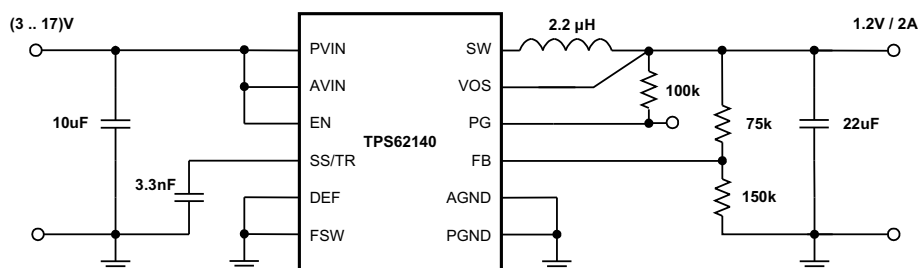 (3 .. 17)V
2.2 µH
1.2V / 2A
PVIN
SW
AVIN
VOS
100k
10uF
EN
PG
75k
22uF
TPS62140
SS/TR
FB
3.3nF
DEF
AGND
150k
FSW
PGND